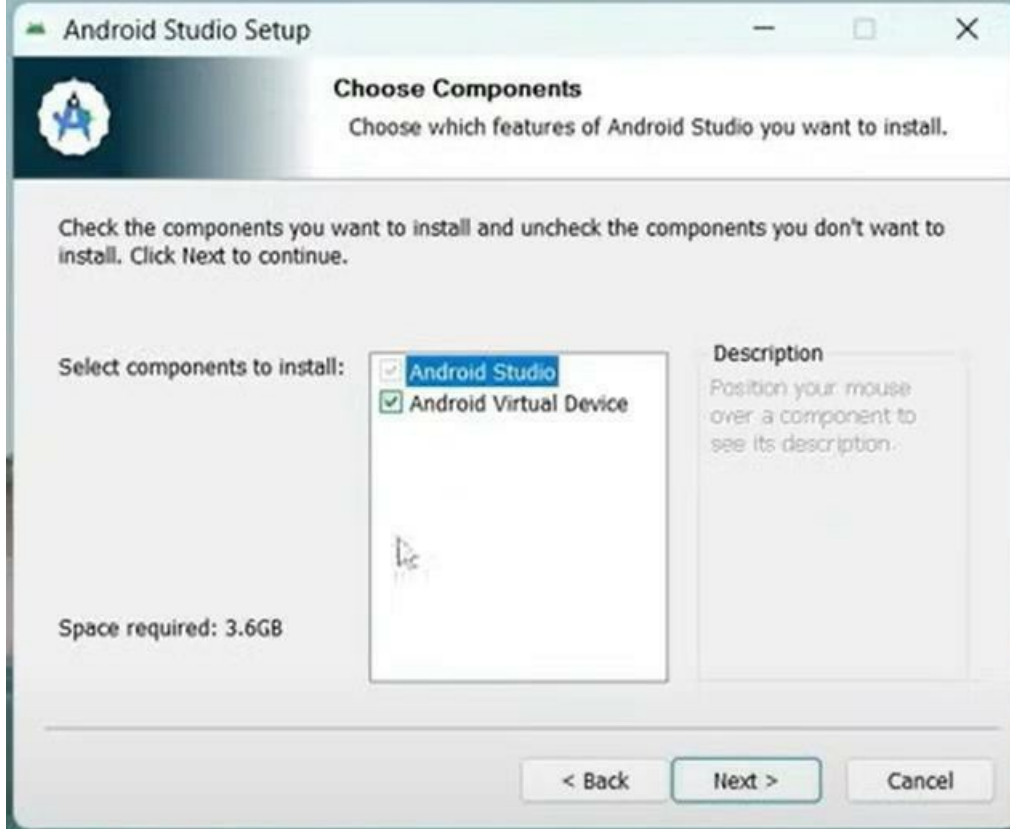 Android Studio Setup
Choose Components
Choose which features of Android Studio you want to install.
Check the components you want to install and uncheck the components you don't want to
install. Click Next to continue.
Select components to install:
Android Studio
Android Virtual Device
Description
Position your mouse
over a component to
see its description.
Space required: 3.6GB
< Back
Next >
Cancel